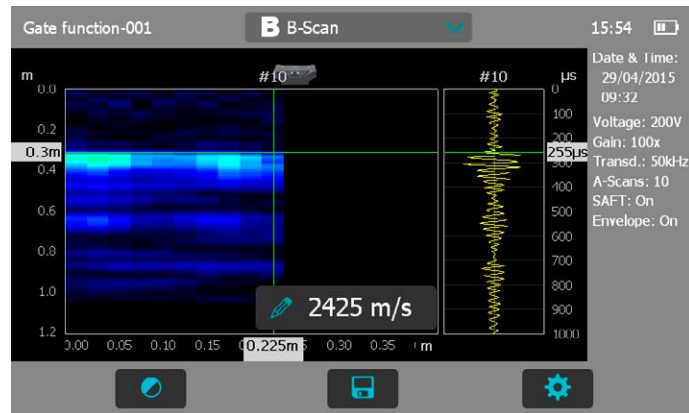 Gate function-001
B B-Scan
15:54
m
#10
#10
µs
Date & Time:
29/04/2015
09:32
Voltage: 200V
Gain: 100x
Transd.: 50kHz
A-Scans: 10
SAFT: On
Envelope: On
0.0
0.2
0.3m
0.4
0.6
0.8
1.0
1.2
0
100
200
255µs
400
500
600
700
800
900
1000
2425 m/s
0.05
0.10
0.15
0.225m
0.30
0.35
m